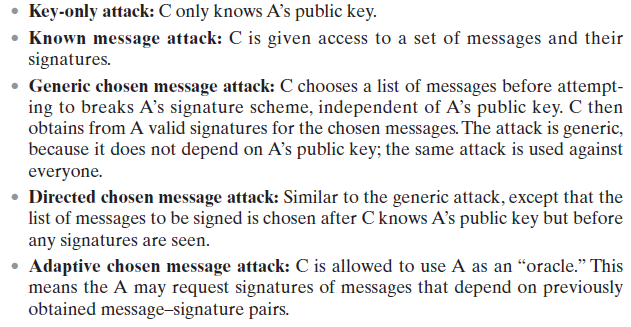 • Key-only attack: C only knows A's public key.
• Known message attack: C is given access to a set of messages and their
signatures.
• Generic chosen message attack: C chooses a list of messages before attempt-
ing to breaks A's signature scheme, independent of A's public key. C then
obtains from A valid signatures for the chosen messages. The attack is generic,
because it does not depend on A's public key; the same attack is used against
everyone.
• Directed chosen message attack: Similar to the generic attack, except that the
list of messages to be signed is chosen after C knows A's public key but before
any signatures are seen.
• Adaptive chosen message attack: C is allowed to use A as an “oracle.” This
means the A may request signatures of messages that depend on previously
obtained message–signature pairs.